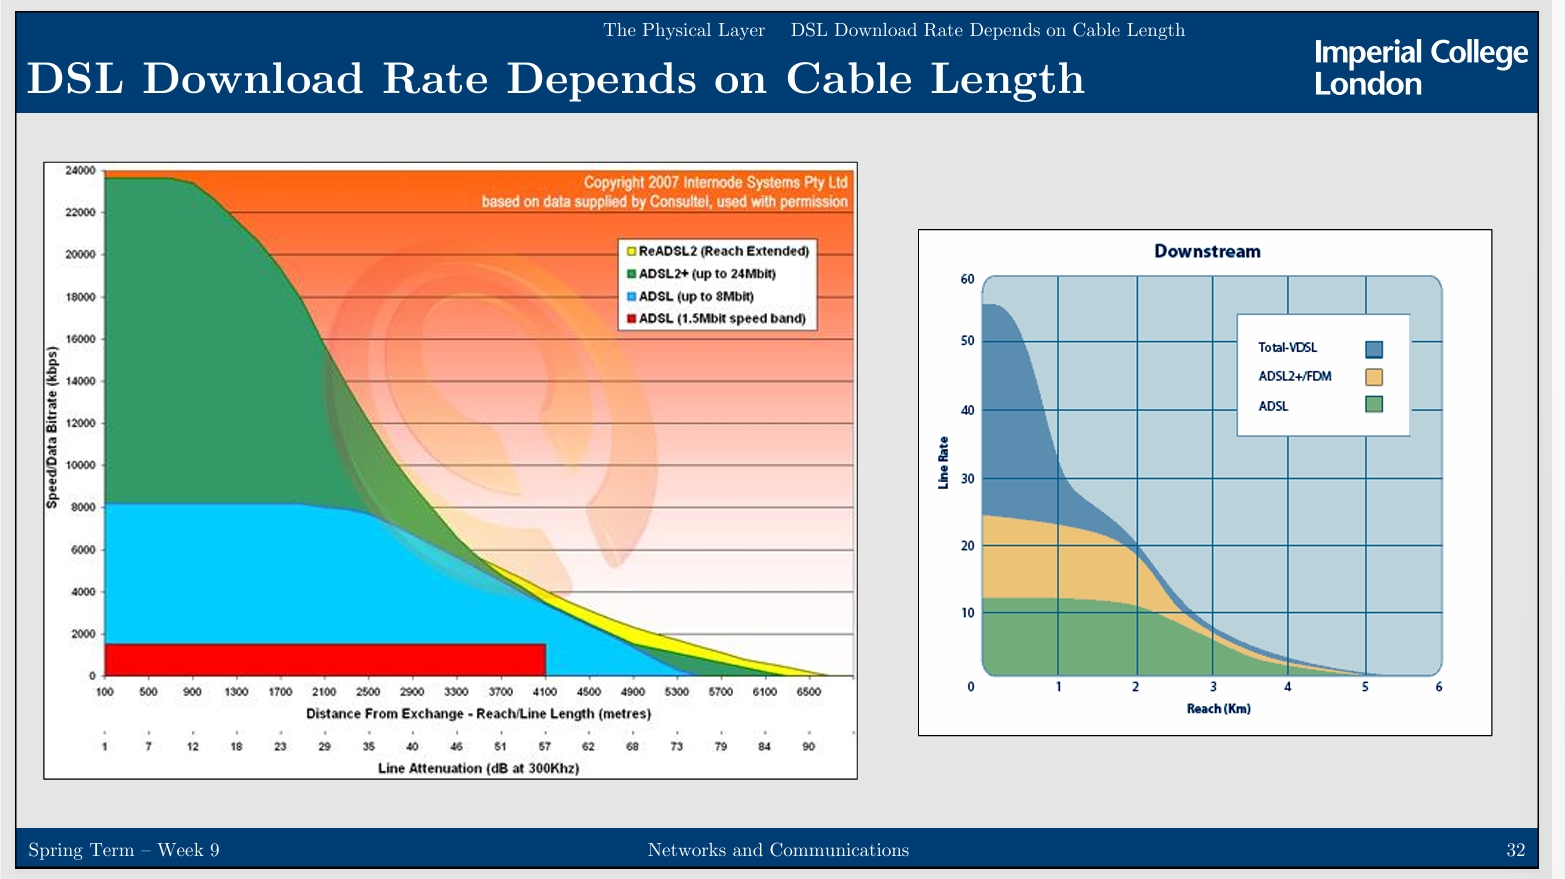 The Physical Layer DSL Download Rate Depends on Cable Length
DSL Download Rate Depends on Cable Length
Imperial College
London
Copyright 2007 Internode Systems Pty Ltd
based on data supplied by Consultel, used with permission
ReADSL2 (Reach Extended)
ADSL2+ (up to 24Mbit)
ADSL (up to 8Mbit)
ADSL (1.5Mbit speed band)
Speed/Data Bitrate (kbps)
24000
22000
20000
18000
16000
14000
12000
10000
8000
6000
4000
2000
0
100 500 900 1300 1700 2100 2500 2900 3300 3700 4100 4500 4900 5300 5700 6100 6500
Distance From Exchange - Reach/Line Length (metres)
1 7 12 18 23 29 35 40 46 51 57 62 68 73 79 84 90
Line Attenuation (dB at 300Khz)
Downstream
Total-VDSL
ADSL2+/FDM
ADSL
Line Rate
60
50
40
30
20
10
0 1 2 3 4 5 6
Reach (Km)
Spring Term – Week 9 Networks and Communications 32